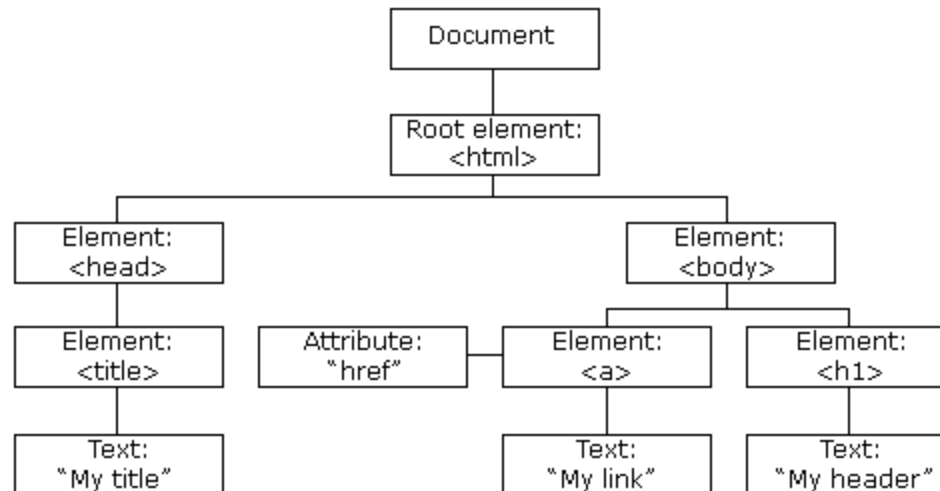 Document
Root element:
<html>
Element:
<head>
Element:
<body>
Element:
<title>
Attribute:
“href”
Element:
<a>
Element:
<h1>
Text:
“My title”
Text:
“My link”
Text:
“My header”